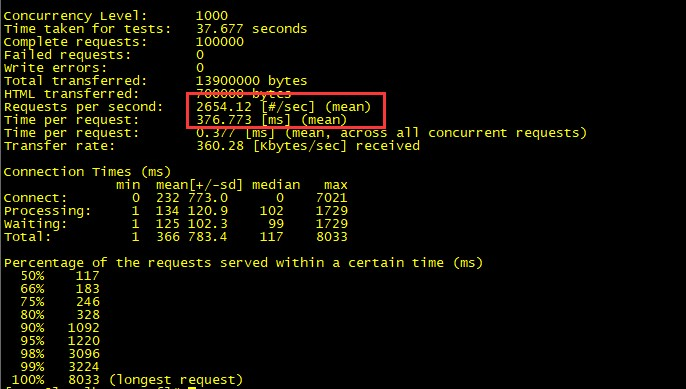 Concurrency Level:      1000
Time taken for tests:   37.677 seconds
Complete requests:      100000
Failed requests:        0
Write errors:           0
Total transferred:      13900000 bytes
HTML transferred:       700000 bytes
Requests per second:    2654.12 [#/sec] (mean)
Time per request:       376.773 [ms] (mean)
Time per request:       0.377 [ms] (mean, across all concurrent requests)
Transfer rate:          360.28 [Kbytes/sec] received
Connection Times (ms)
              min  mean[+/-sd] median   max
Connect:        0  232 773.0      0    7021
Processing:     1  134 120.9    102    1729
Waiting:        1  125 102.3     99    1729
Total:          1  366 783.4    117    8033
Percentage of the requests served within a certain time (ms)
  50%    117
  66%    183
  75%    246
  80%    328
  90%   1092
  95%   1220
  98%   3096
  99%   3224
 100%   8033 (longest request)